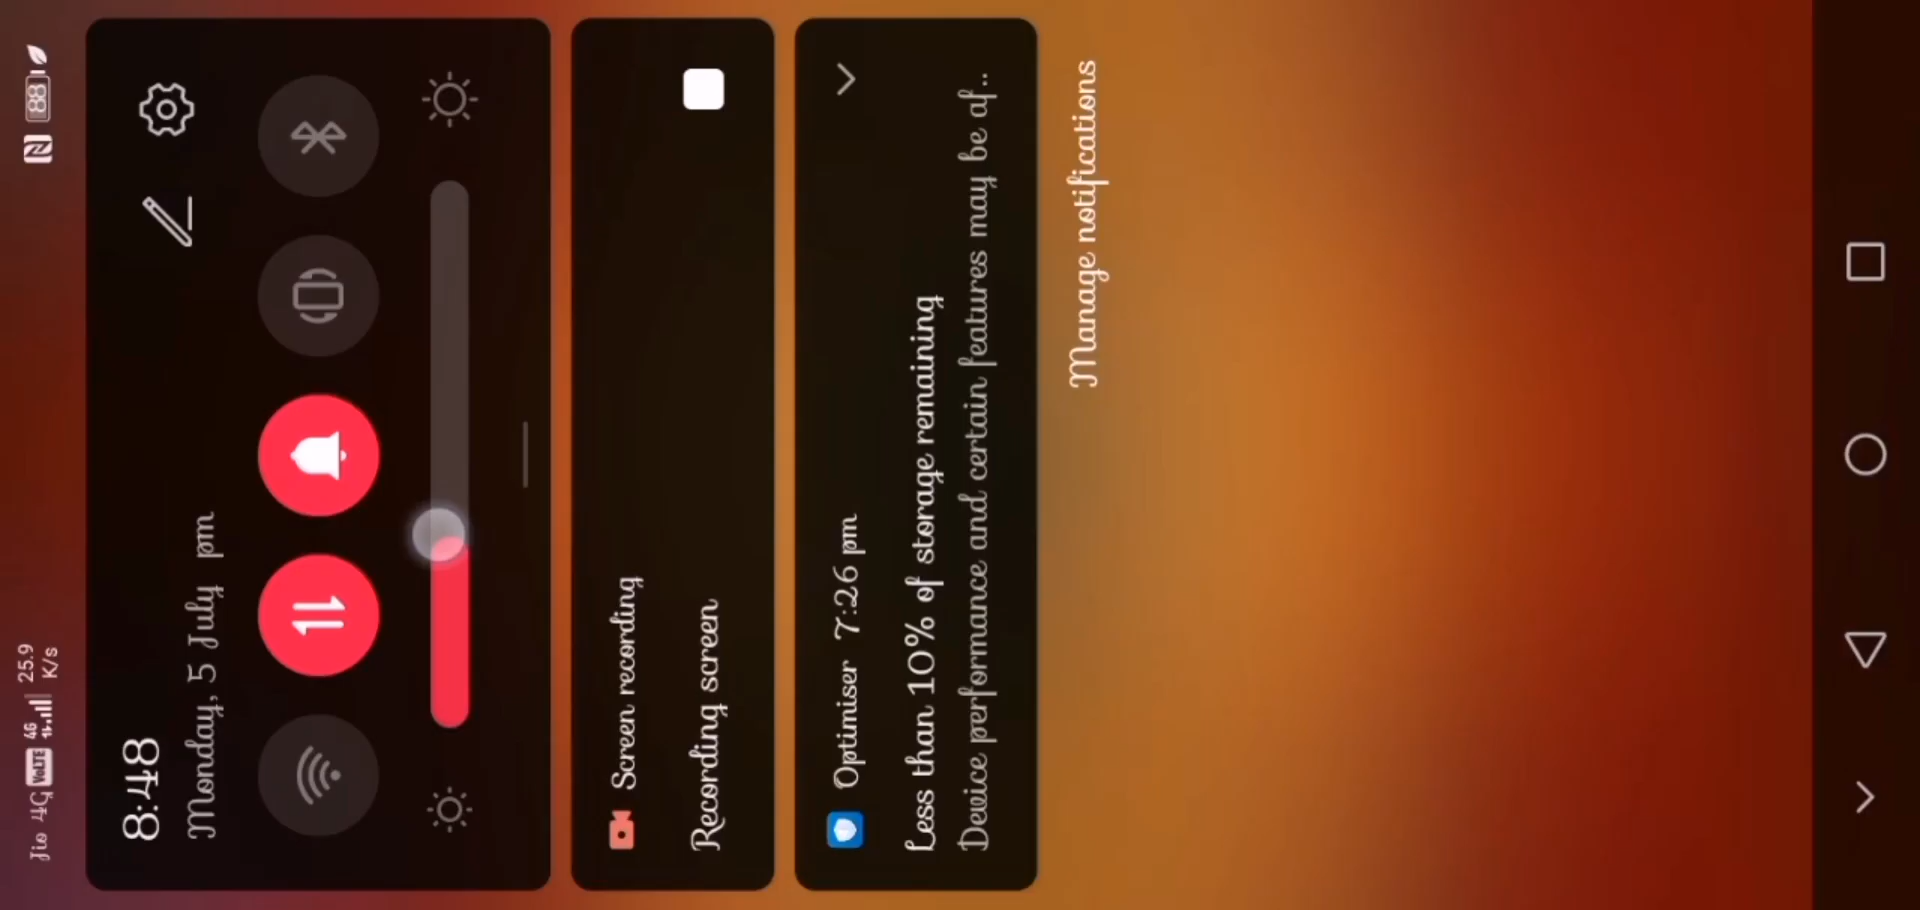 Jio 4G VoLTE 4G 25.9 K/s
88
8:48
Monday, 5 July pm
Screen recording
Recording screen
Optimiser 7:26 pm
Less than 10% of storage remaining
Device performance and certain features may be af..
Manage notifications